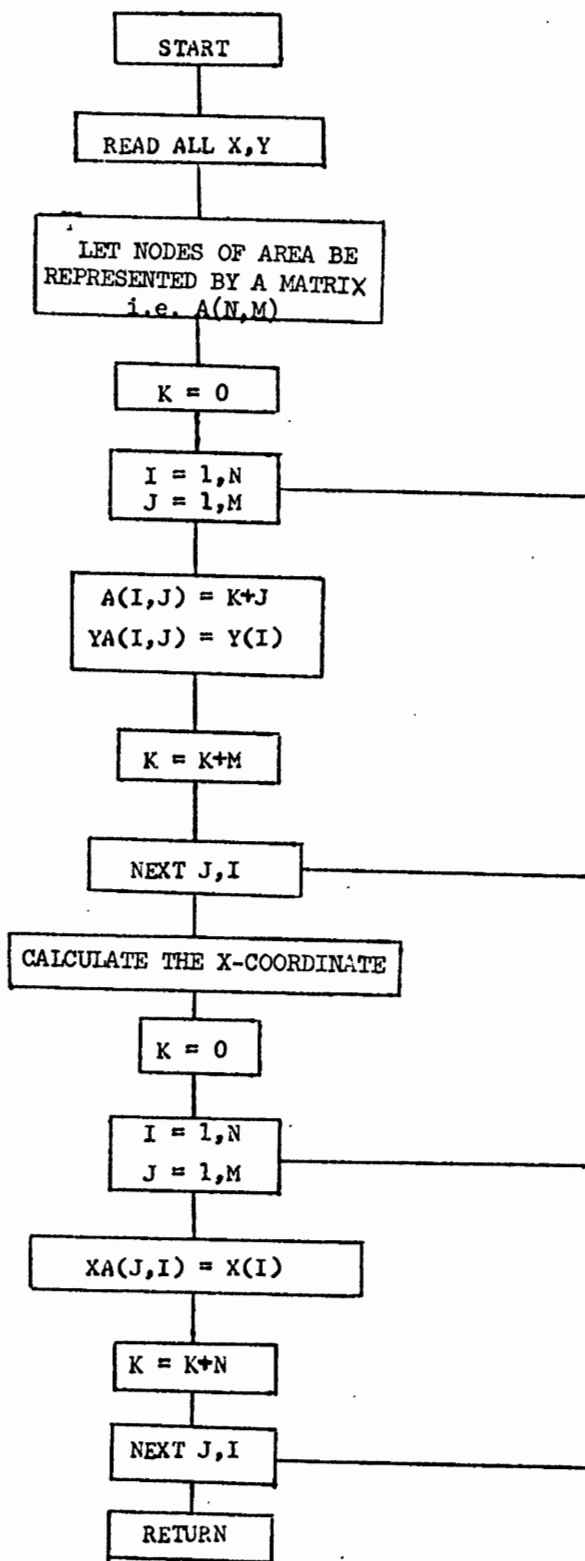 START
READ ALL X,Y
LET NODES OF AREA BE
REPRESENTED BY A MATRIX
i.e. A(N,M)
K = 0
I = 1,N
J = 1,M
A(I,J) = K+J
YA(I,J) = Y(I)
K = K+M
NEXT J,I
CALCULATE THE X-COORDINATE
K = 0
I = 1,N
J = 1,M
XA(J,I) = X(I)
K = K+N
NEXT J,I
RETURN